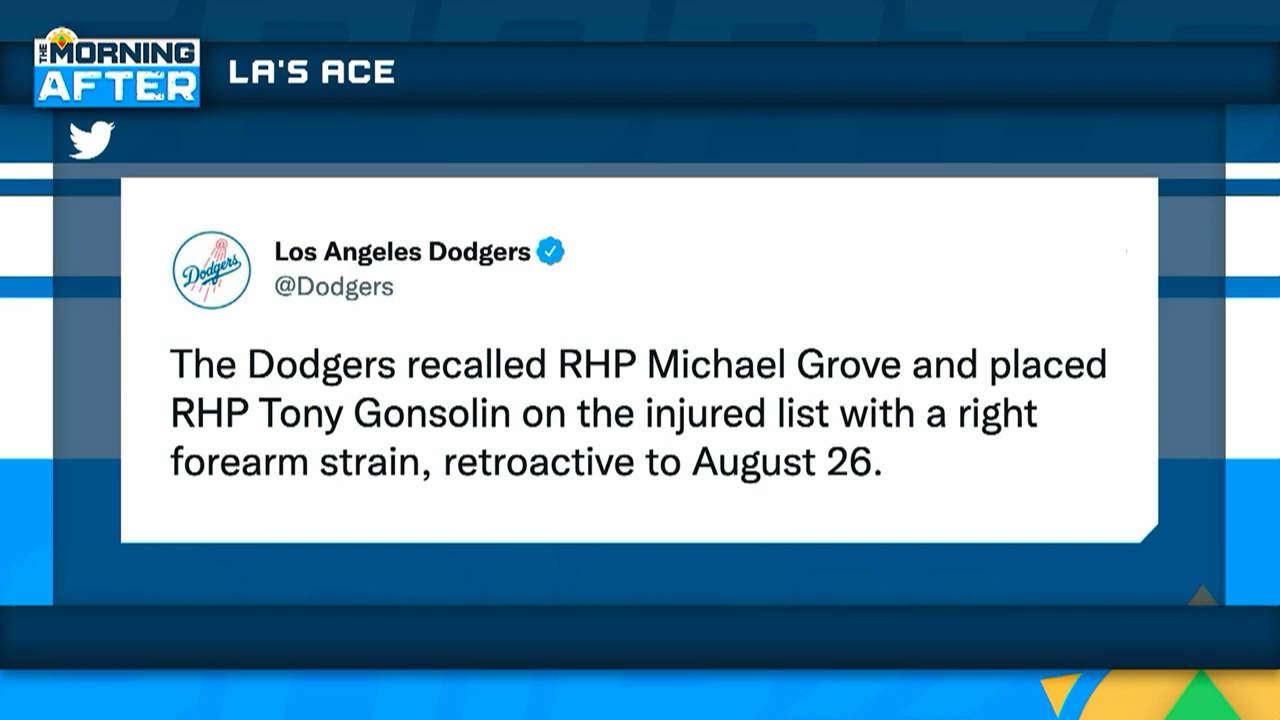 THE MORNING
AFTER
LA'S ACE
Los Angeles Dodgers
@Dodgers
Dodgers
The Dodgers recalled RHP Michael Grove and placed
RHP Tony Gonsolin on the injured list with a right
forearm strain, retroactive to August 26.